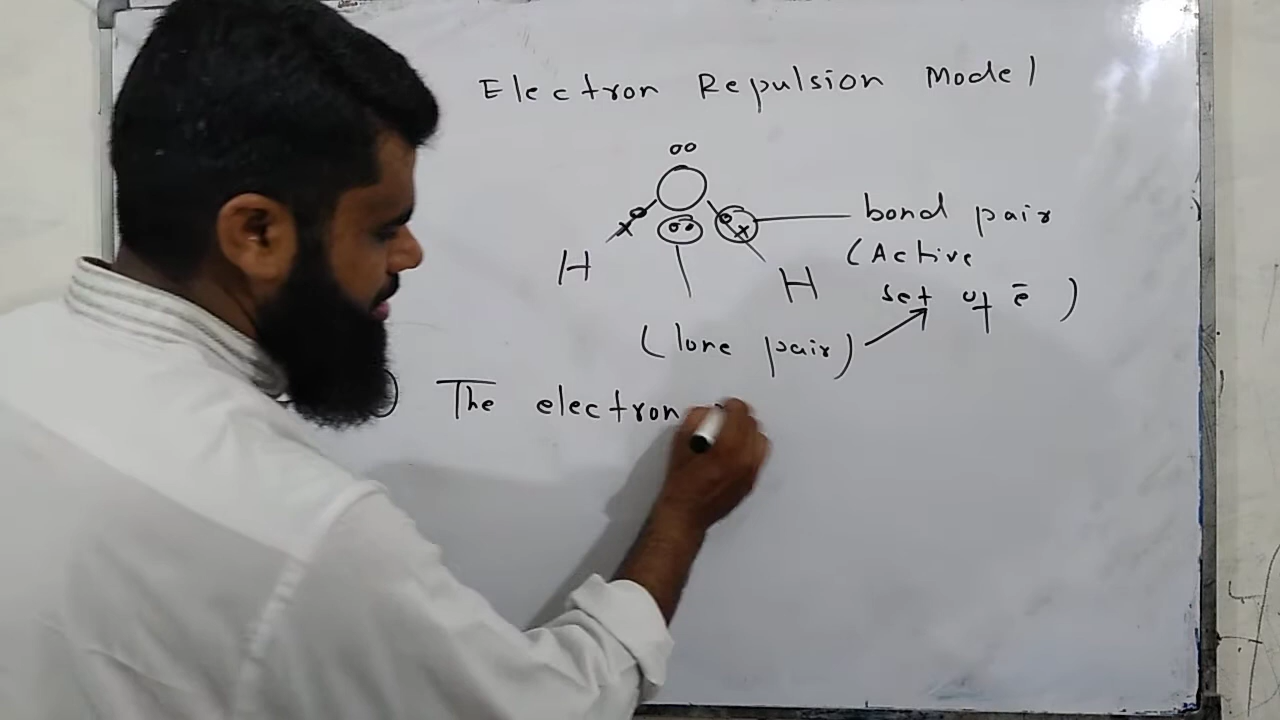 Electron Repulsion Model
H
H
bond pair
(Active
set of ē )
(lone pair)
The electron